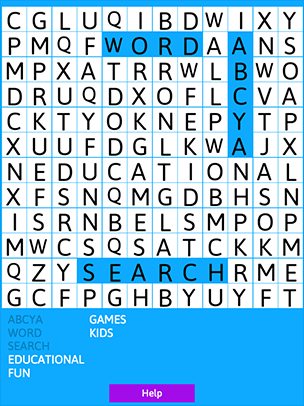 C G L U Q I B D W I X Y
P M Q F W O R D A A N S
M P X A T R R W L B W O
D R U Q D X O F L C V A
C K T Y O K N E P Y T P
X U U F D G L K W A J X
N E D U C A T I O N A L
X F S N Q M G D B H S N
I S R N B E L S M P O P
M W C S Q S A T C K K M
Q Z Y S E A R C H R M E
G C F P G H B Y U Y F T
ABCYA GAMES
WORD KIDS
SEARCH
EDUCATIONAL
FUN
Help